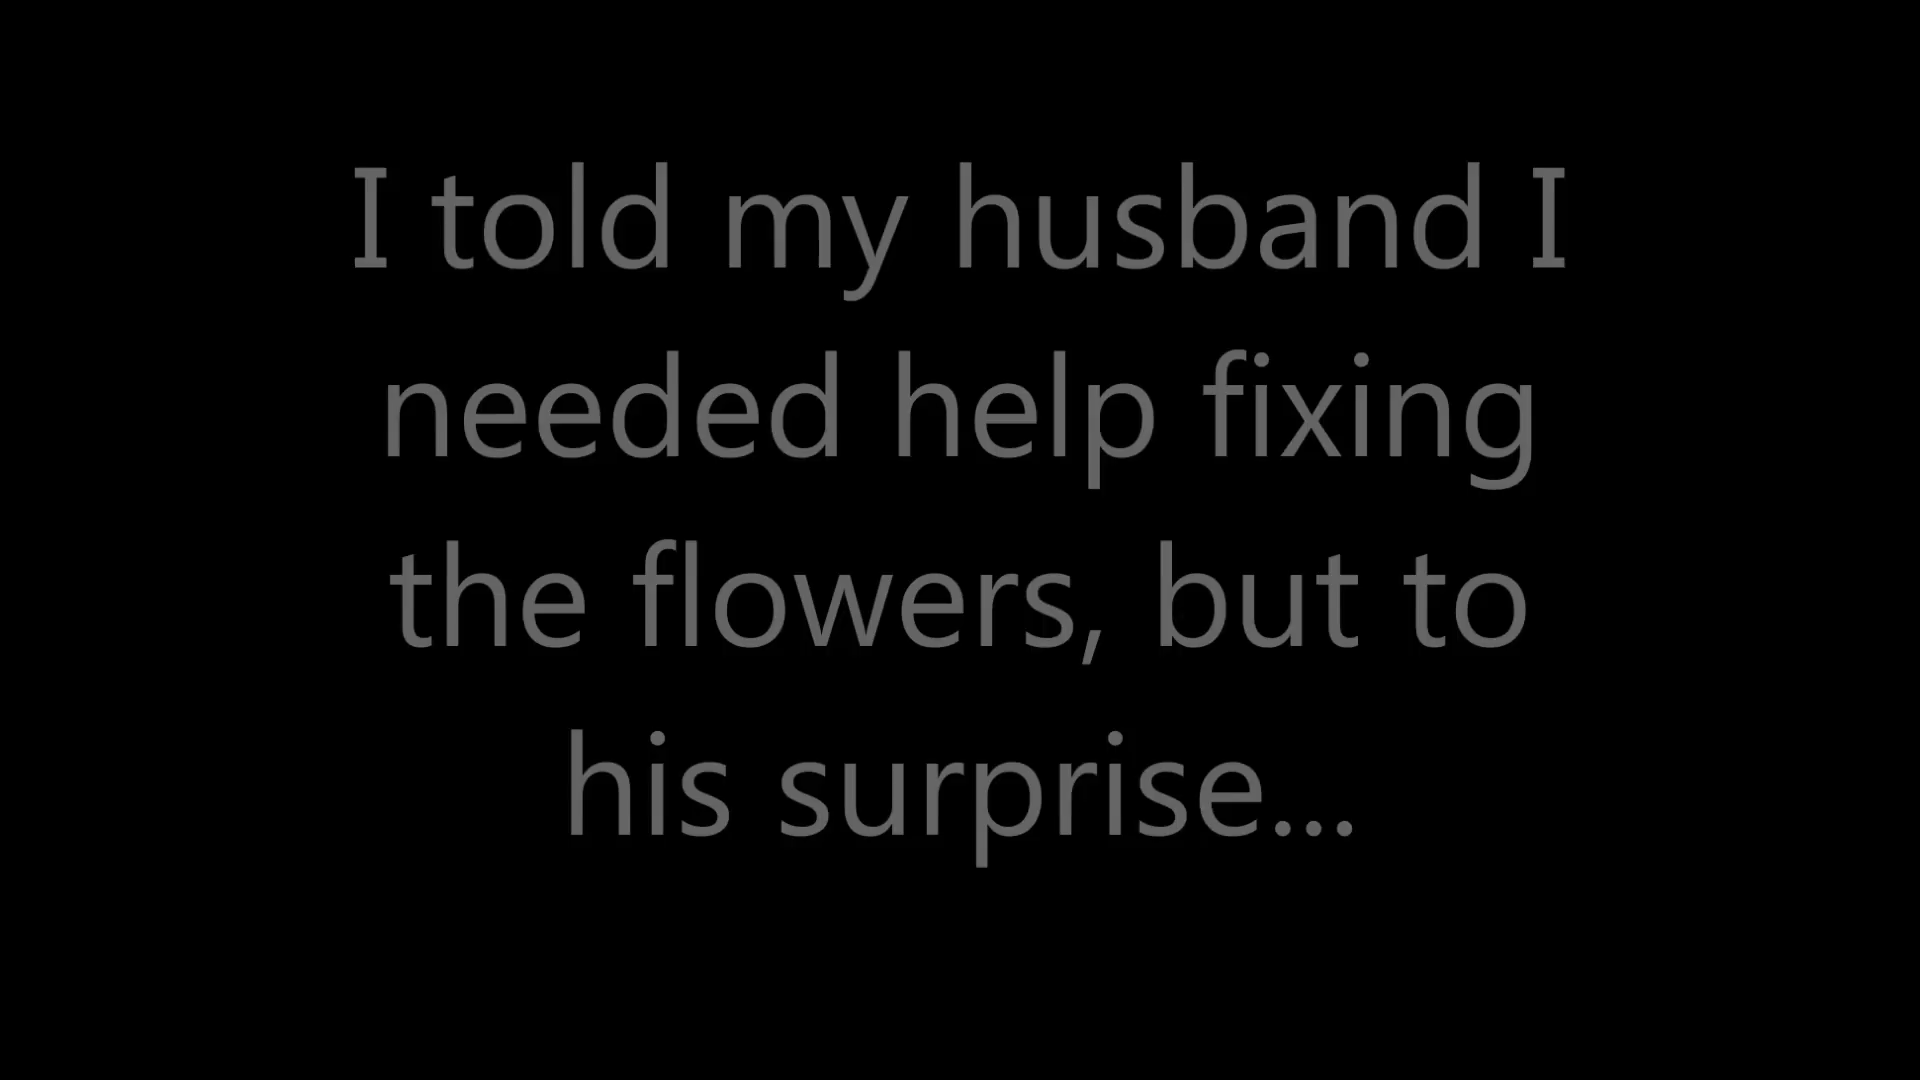 I told my husband I
needed help fixing
the flowers, but to
his surprise...